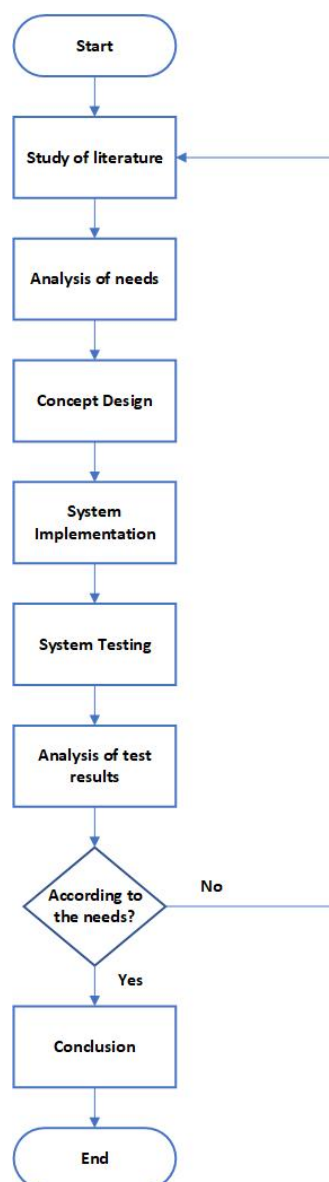 Start
Study of literature
Analysis of needs
Concept Design
System
Implementation
System Testing
Analysis of test
results
According to
the needs?
No
Yes
Conclusion
End